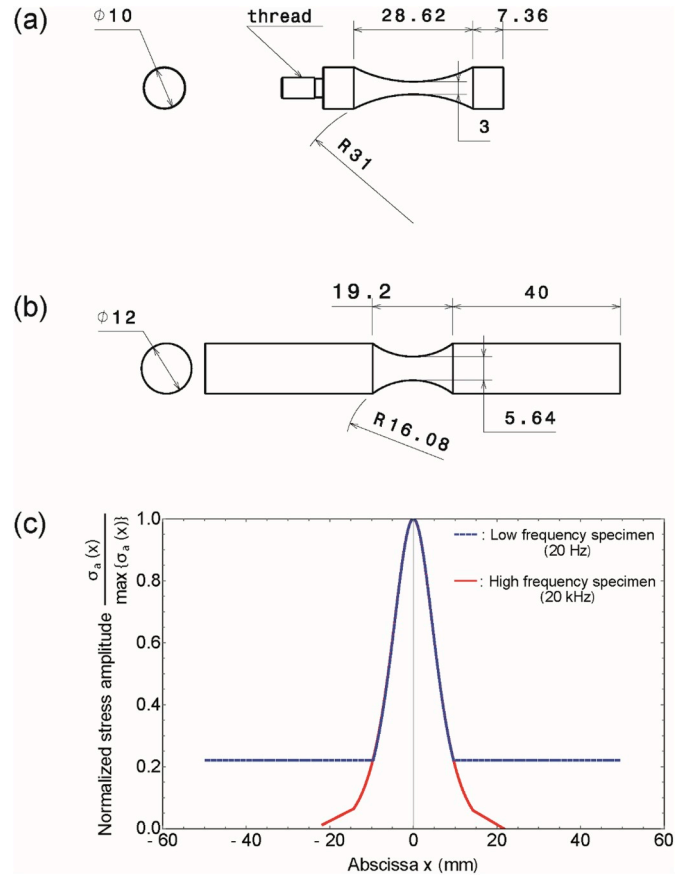 (a)
ϕ10
thread
28.62
7.36
3
R31
(b)
ϕ12
19.2
40
R16.08
5.64
(c)
σa (x)
max {σa (x)}
Normalized stress amplitude
1.0
0.8
0.6
0.4
0.2
0.0
: Low frequency specimen
(20 Hz)
: High frequency specimen
(20 kHz)
- 60
- 40
- 20
0
20
40
60
Abscissa x (mm)